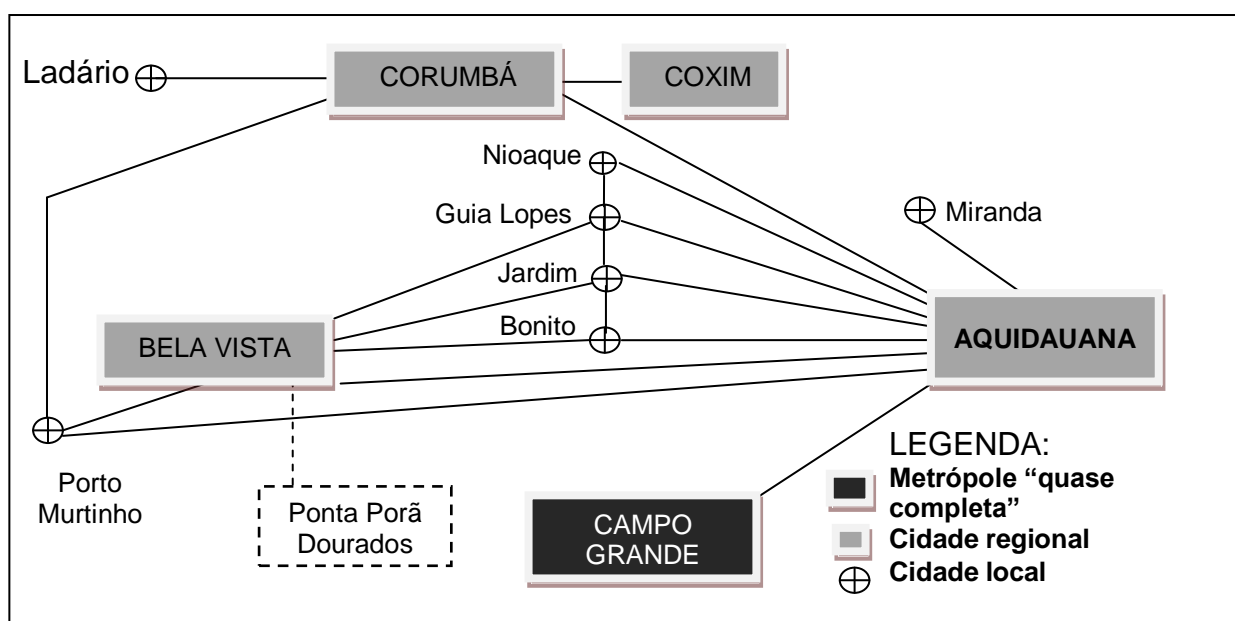 Ladário
CORUMBÁ
COXIM
Nioaque
Guia Lopes
Miranda
Jardim
Bonito
BELA VISTA
AQUIDAUANA
Porto
Murtinho
Ponta Porã
Dourados
CAMPO
GRANDE
LEGENDA:
Metrópole “quase
completa”
Cidade regional
Cidade local